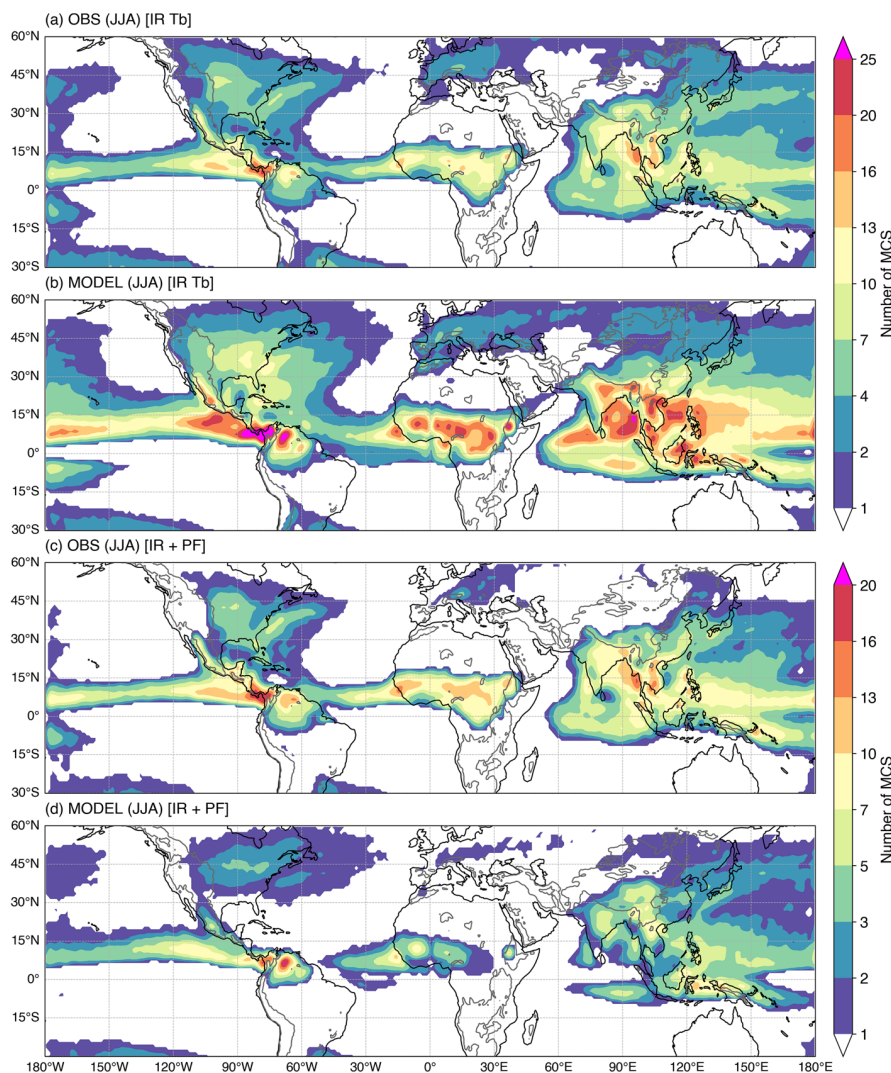 (a) OBS (JJA) [IR Tb]
60°N
45°N
30°N
15°N
0°
15°S
30°S
(b) MODEL (JJA) [IR Tb]
60°N
45°N
30°N
15°N
0°
15°S
30°S
25
20
16
13
10
7
4
2
1
Number of MCS
(c) OBS (JJA) [IR + PF]
60°N
45°N
30°N
15°N
0°
15°S
30°S
(d) MODEL (JJA) [IR + PF]
60°N
45°N
30°N
15°N
0°
15°S
180°W 150°W 120°W 90°W 60°W 30°W 0° 30°E 60°E 90°E 120°E 150°E 180°E
20
16
13
10
7
5
3
2
1
Number of MCS